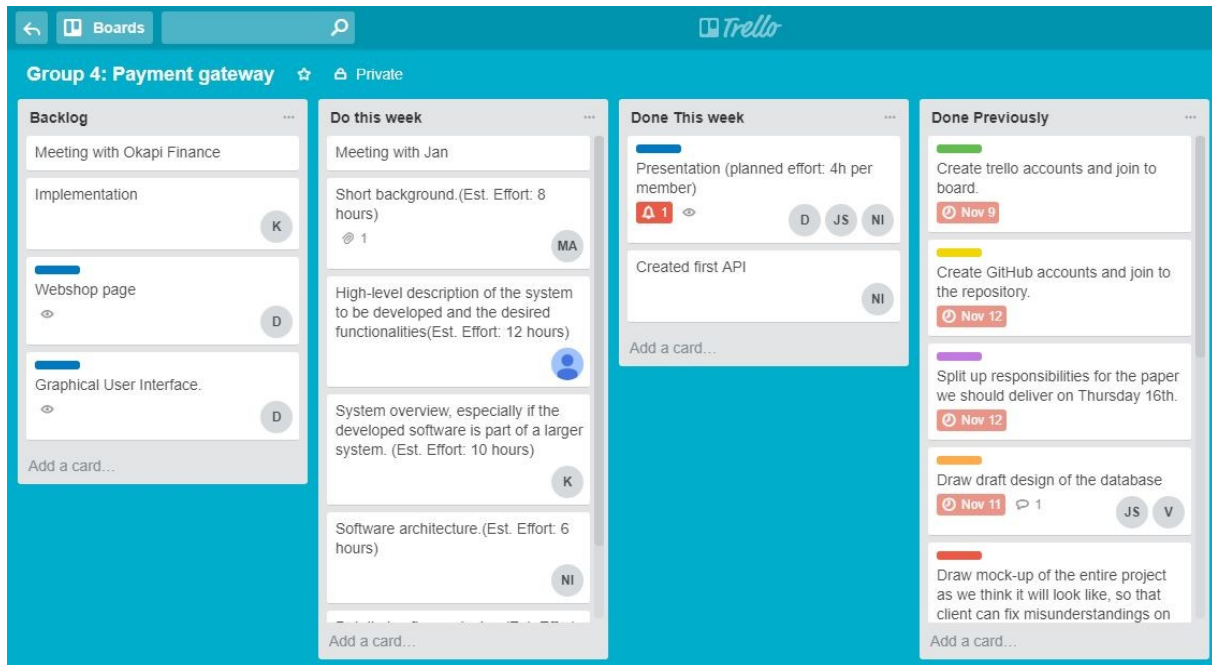 Boards
Trello
Group 4: Payment gateway
Private
Backlog
Meeting with Okapi Finance
Implementation
K
Webshop page
D
Graphical User Interface.
D
Add a card...
Do this week
Meeting with Jan
Short background.(Est. Effort: 8
hours)
1
MA
High-level description of the system
to be developed and the desired
functionalities(Est. Effort: 12 hours)
System overview, especially if the
developed software is part of a larger
system. (Est. Effort: 10 hours)
K
Software architecture.(Est. Effort: 6
hours)
NI
Add a card...
Done This week
Presentation (planned effort: 4h per
member)
1
D JS NI
Created first API
NI
Add a card...
Done Previously
Create trello accounts and join to
board.
Nov 9
Create GitHub accounts and join to
the repository.
Nov 12
Split up responsibilities for the paper
we should deliver on Thursday 16th.
Nov 12
Draw draft design of the database
Nov 11 1
JS V
Draw mock-up of the entire project
as we think it will look like, so that
client can fix misunderstandings on
Add a card...